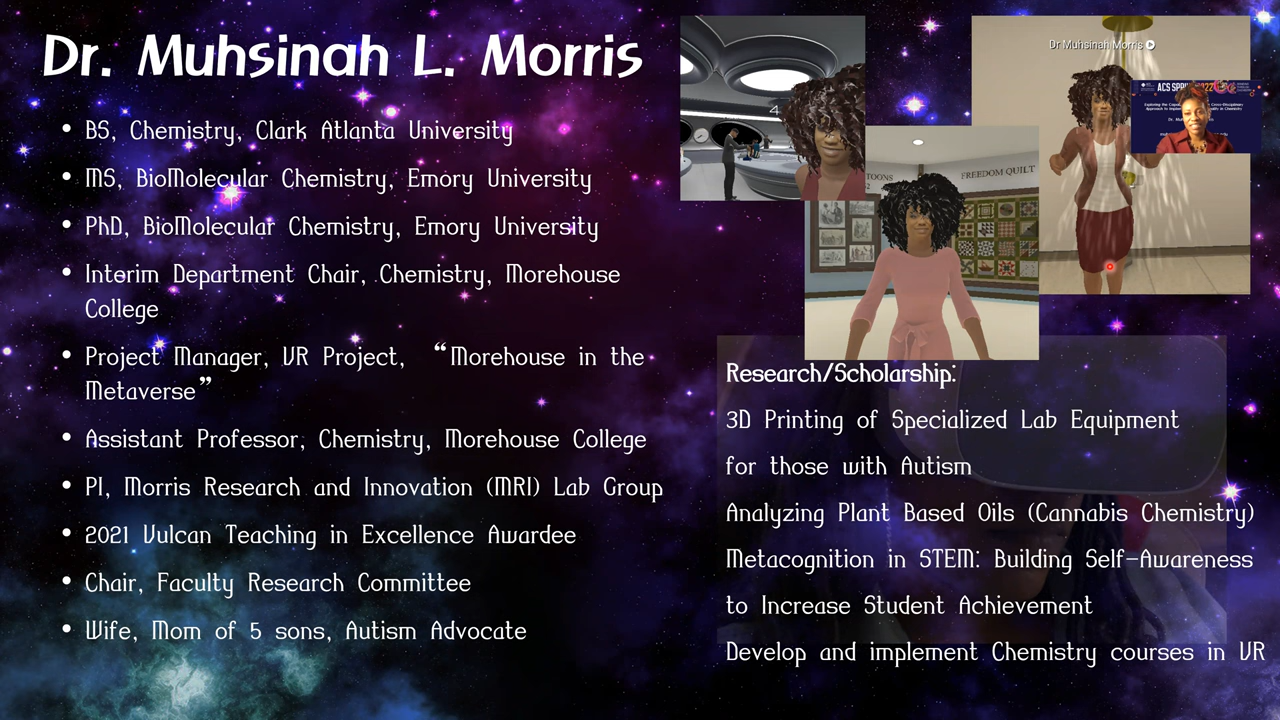 Dr. Muhsinah L. Morris
• BS, Chemistry, Clark Atlanta University
• MS, BioMolecular Chemistry, Emory University
• PhD, BioMolecular Chemistry, Emory University
• Interim Department Chair, Chemistry, Morehouse
College
• Project Manager, VR Project, “Morehouse in the
Metaverse”
• Assistant Professor, Chemistry, Morehouse College
• PI, Morris Research and Innovation (MRI) Lab Group
• 2021 Vulcan Teaching in Excellence Awardee
• Chair, Faculty Research Committee
• Wife, Mom of 5 sons, Autism Advocate
4
TOONS
FREEDOM QUILT
Dr Muhsinah Morris
ACS SPRING 2022
Research/Scholarship:
3D Printing of Specialized Lab Equipment
for those with Autism
Analyzing Plant Based Oils (Cannabis Chemistry)
Metacognition in STEM: Building Self-Awareness
to Increase Student Achievement
Develop and implement Chemistry courses in VR